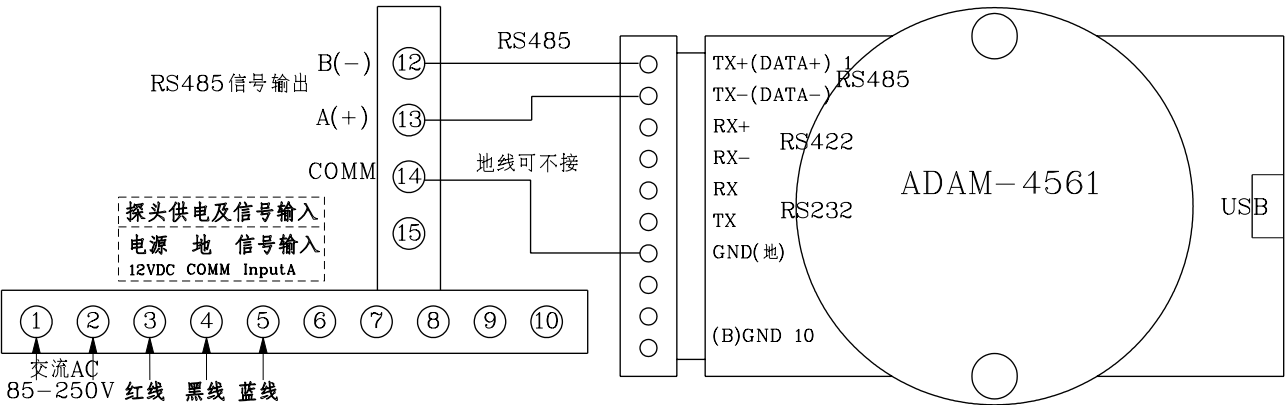 RS485
B(-) 12
RS485信号输出
A(+) 13
COMM 14
地线可不接
15
探头供电及信号输入
电源 地 信号输入
12VDC COMM InputA
1 2 3 4 5 6 7 8 9 10
交流AC
85-250V 红线 黑线 蓝线
TX+(DATA+) 1
RS485
TX-(DATA-)
RX+
RS422
RX-
RX
RS232
TX
GND(地)
(B)GND 10
ADAM-4561
USB